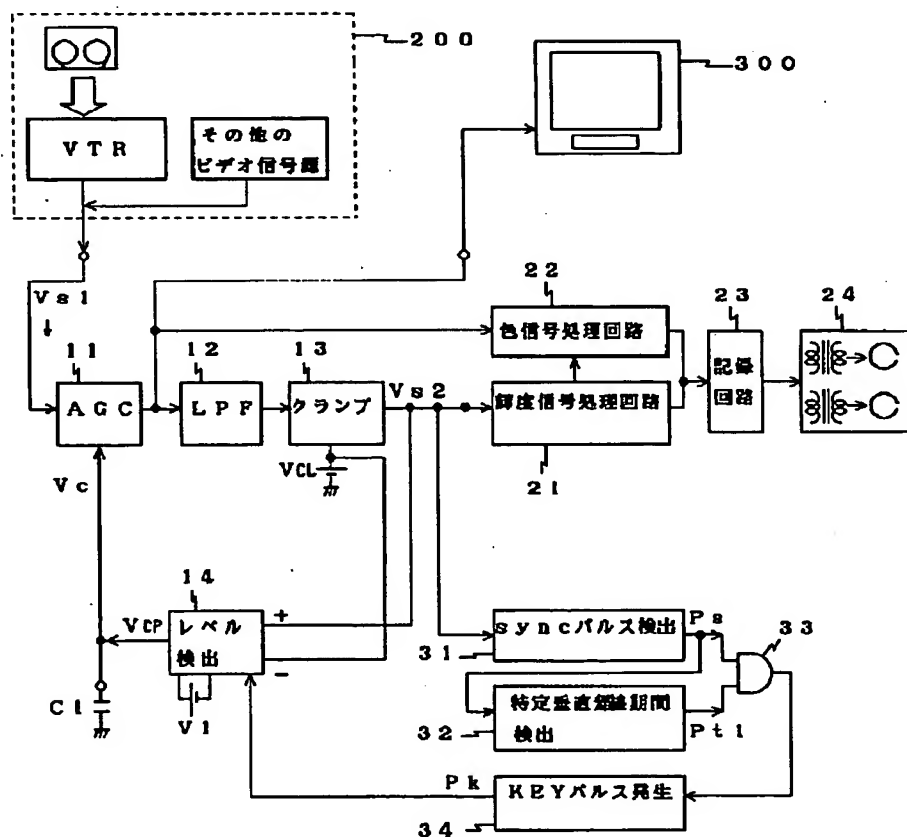 200
300
VTR
その他の
ビデオ信号源
Vs1
22
23
24
11
12
13
Vs2
色信号処理回路
記録
回路
AGC
LPF
クランプ
輝度信号処理回路
VCL
21
Vc
14
VCP
レベル
検出
+
-
syncパルス検出
Ps
33
31
C1
V1
特定垂直帰線期間
検出
32
Pt1
Pk
KEYパルス発生
34